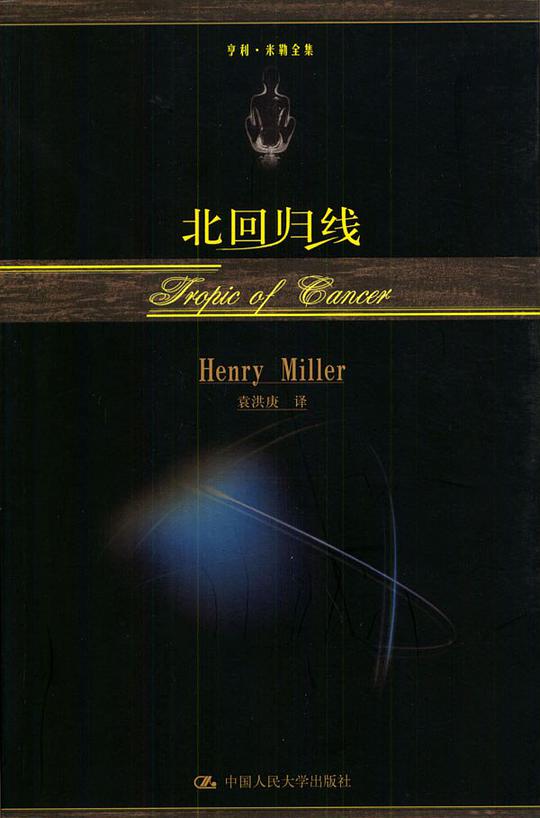 亨利·米勒全集
北回归线
Tropic of Cancer
Henry Miller
袁洪庚 译
中国人民大学出版社